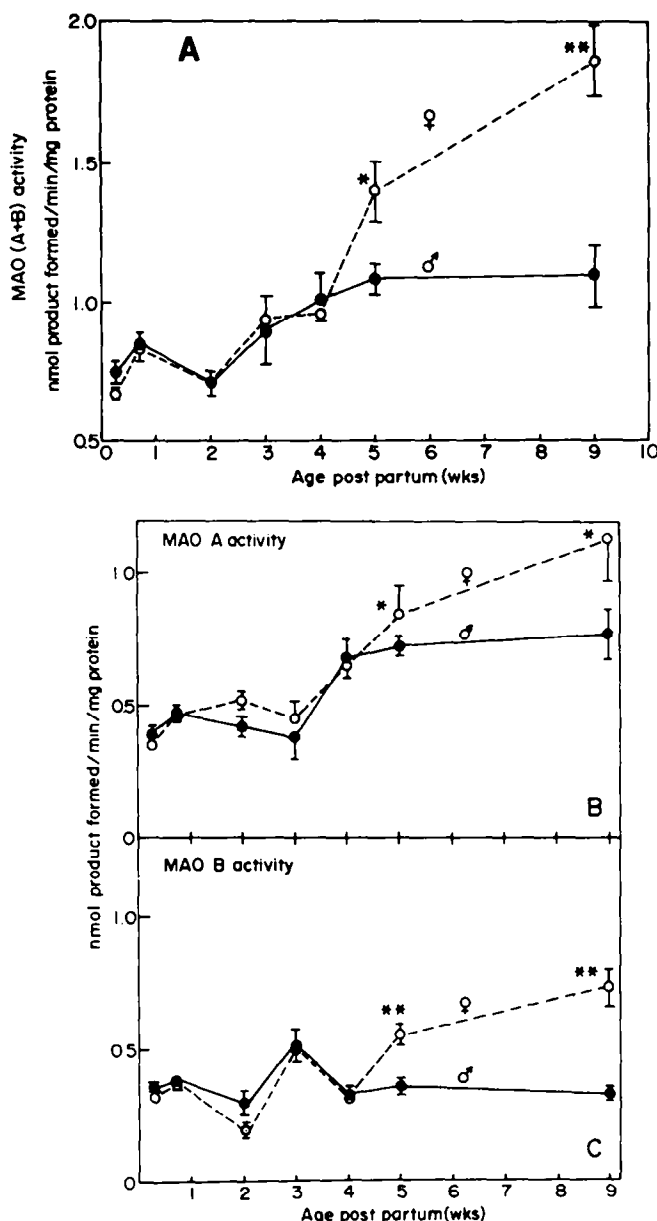 A
MAO (A+B) activity
nmol product formed/min/mg protein
2.0
1.5
1.0
0.5
**
*
♀
♂
0 1 2 3 4 5 6 7 8 9 10
Age post partum (wks)
MAO A activity
1.0
0.5
0
*
*
♀
♂
B
nmol product formed/min/mg protein
MAO B activity
1.0
0.5
0
**
**
♀
♂
C
1 2 3 4 5 6 7 8 9
Age post partum (wks)